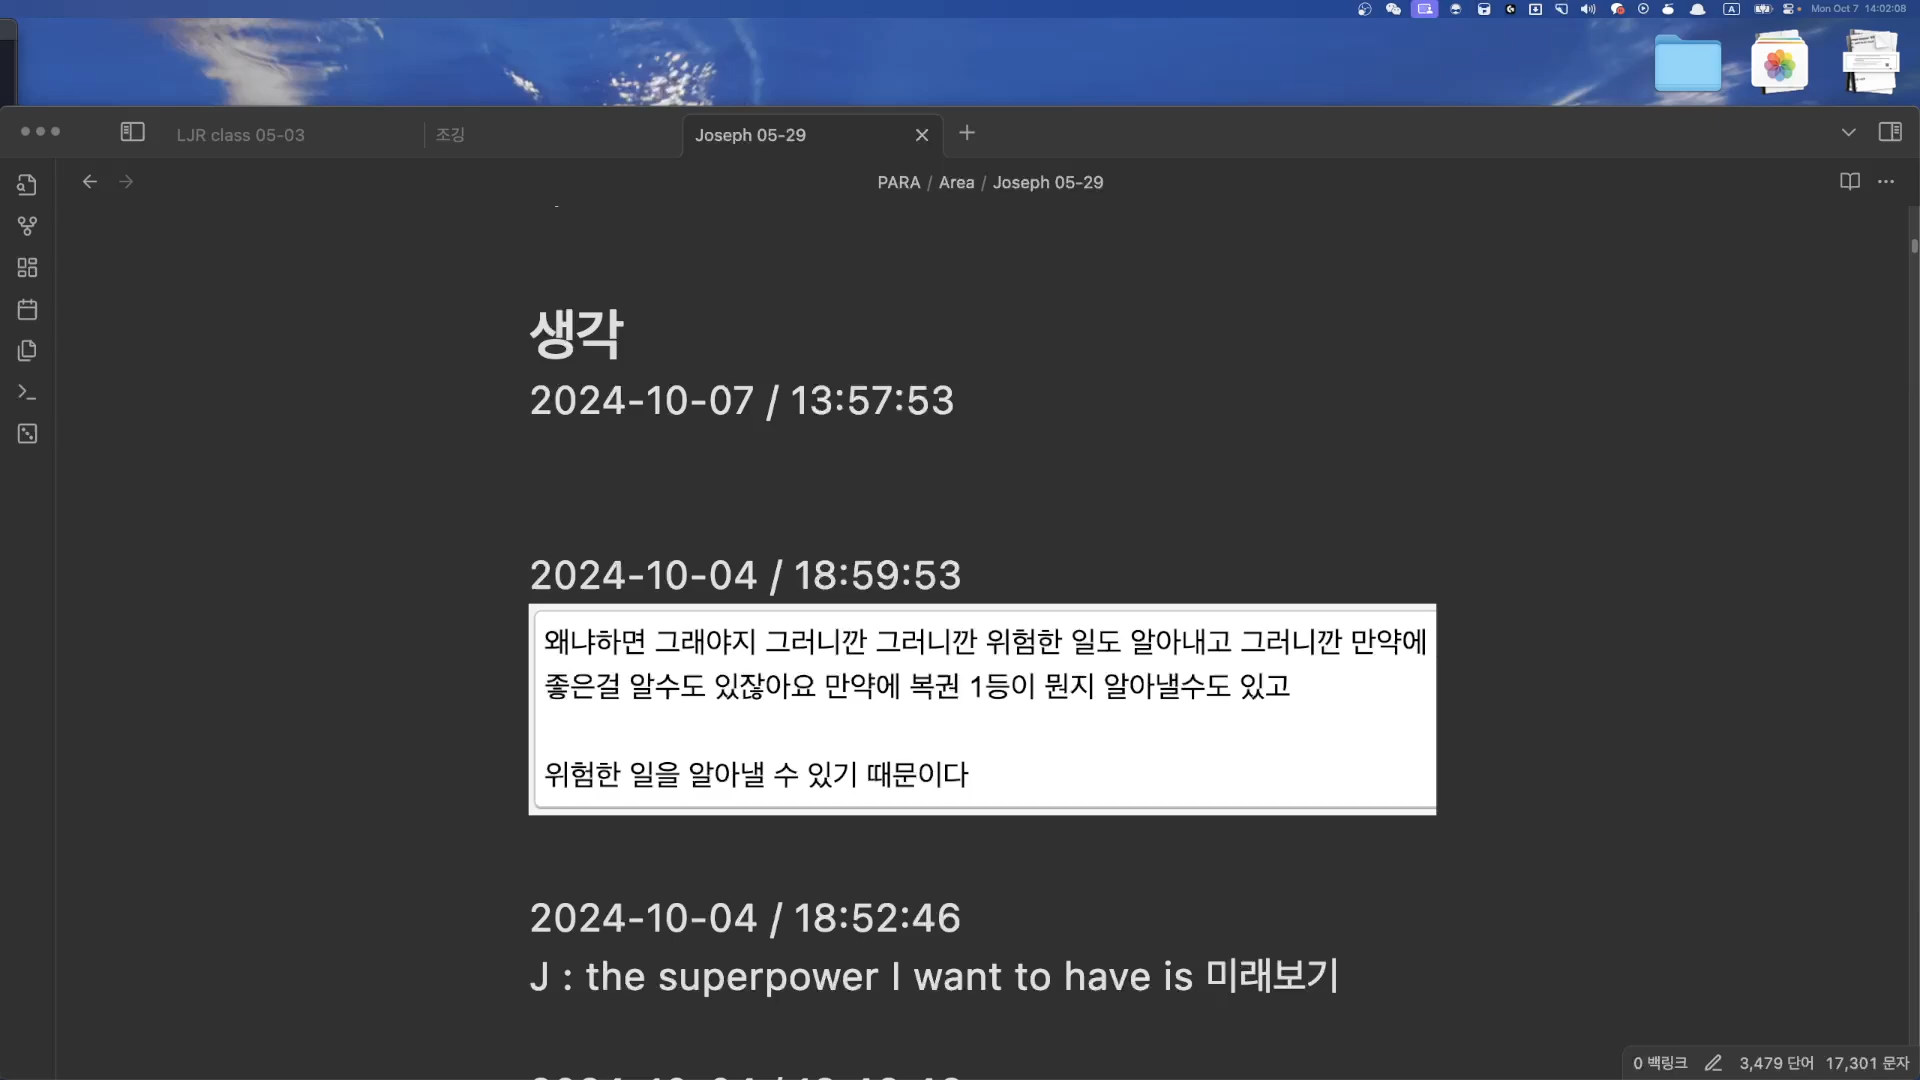 Mon Oct 7 14:02:08
LJR class 05-03
조깅
Joseph 05-29
PARA / Area / Joseph 05-29
생각
2024-10-07 / 13:57:53
2024-10-04 / 18:59:53
왜냐하면 그래야지 그러니깐 그러니깐 위험한 일도 알아내고 그러니깐 만약에
좋은걸 알수도 있잖아요 만약에 복권 1등이 뭔지 알아낼수도 있고
위험한 일을 알아낼 수 있기 때문이다
2024-10-04 / 18:52:46
J : the superpower I want to have is 미래보기
0 백링크 3,479 단어 17,301 문자